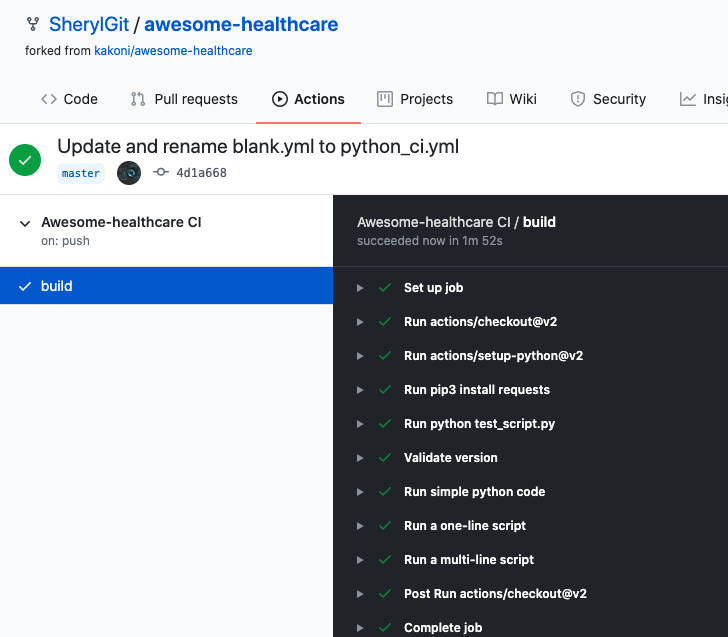 SherylGit / awesome-healthcare
forked from kakoni/awesome-healthcare
Code Pull requests Actions Projects Wiki Security
Update and rename blank.yml to python_ci.yml
master 4d1a668
Awesome-healthcare CI
on: push
build
Awesome-healthcare CI / build
succeeded now in 1m 52s
Set up job
Run actions/checkout@v2
Run actions/setup-python@v2
Run pip3 install requests
Run python test_script.py
Validate version
Run simple python code
Run a one-line script
Run a multi-line script
Post Run actions/checkout@v2
Complete job